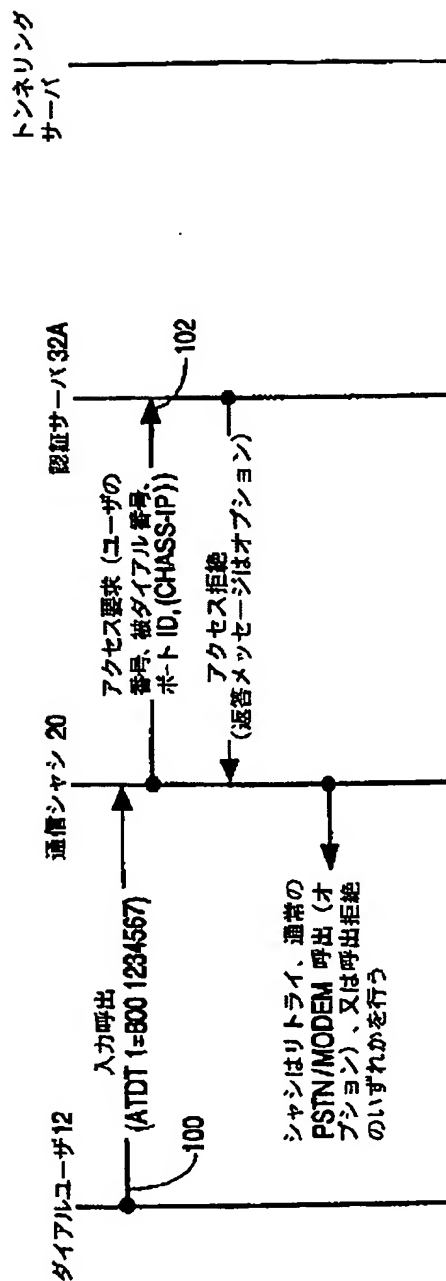 ダイアルユーザ12
通信シャシ 20
認証サーバ 32A
トンネリング
サーバ
入力呼出
(ATDT 1=800 1234567)
100
アクセス要求 (ユーザの
番号、被ダイアル番号、
ポート ID, (CHASS-IP))
102
アクセス拒絶
(返答メッセージはオプション)
シャシはリトライ、通常の
PSTN/MODEM 呼出 (オ
プション)、又は呼出拒絶
のいずれかを行う